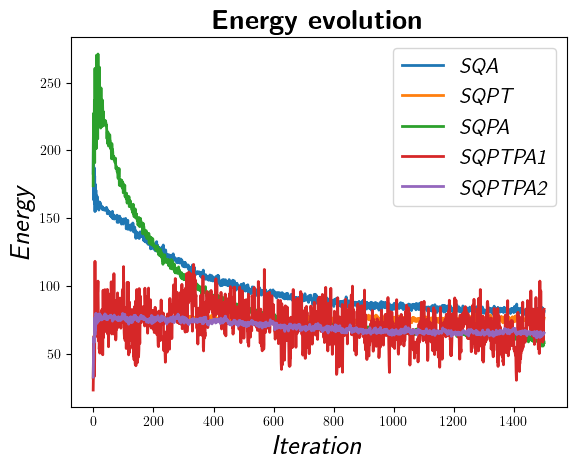 Energy evolution
Energy
250
200
150
100
50
0
200
400
600
800
1000
1200
1400
Iteration
SQA
SQPT
SQPA
SQPTPA1
SQPTPA2